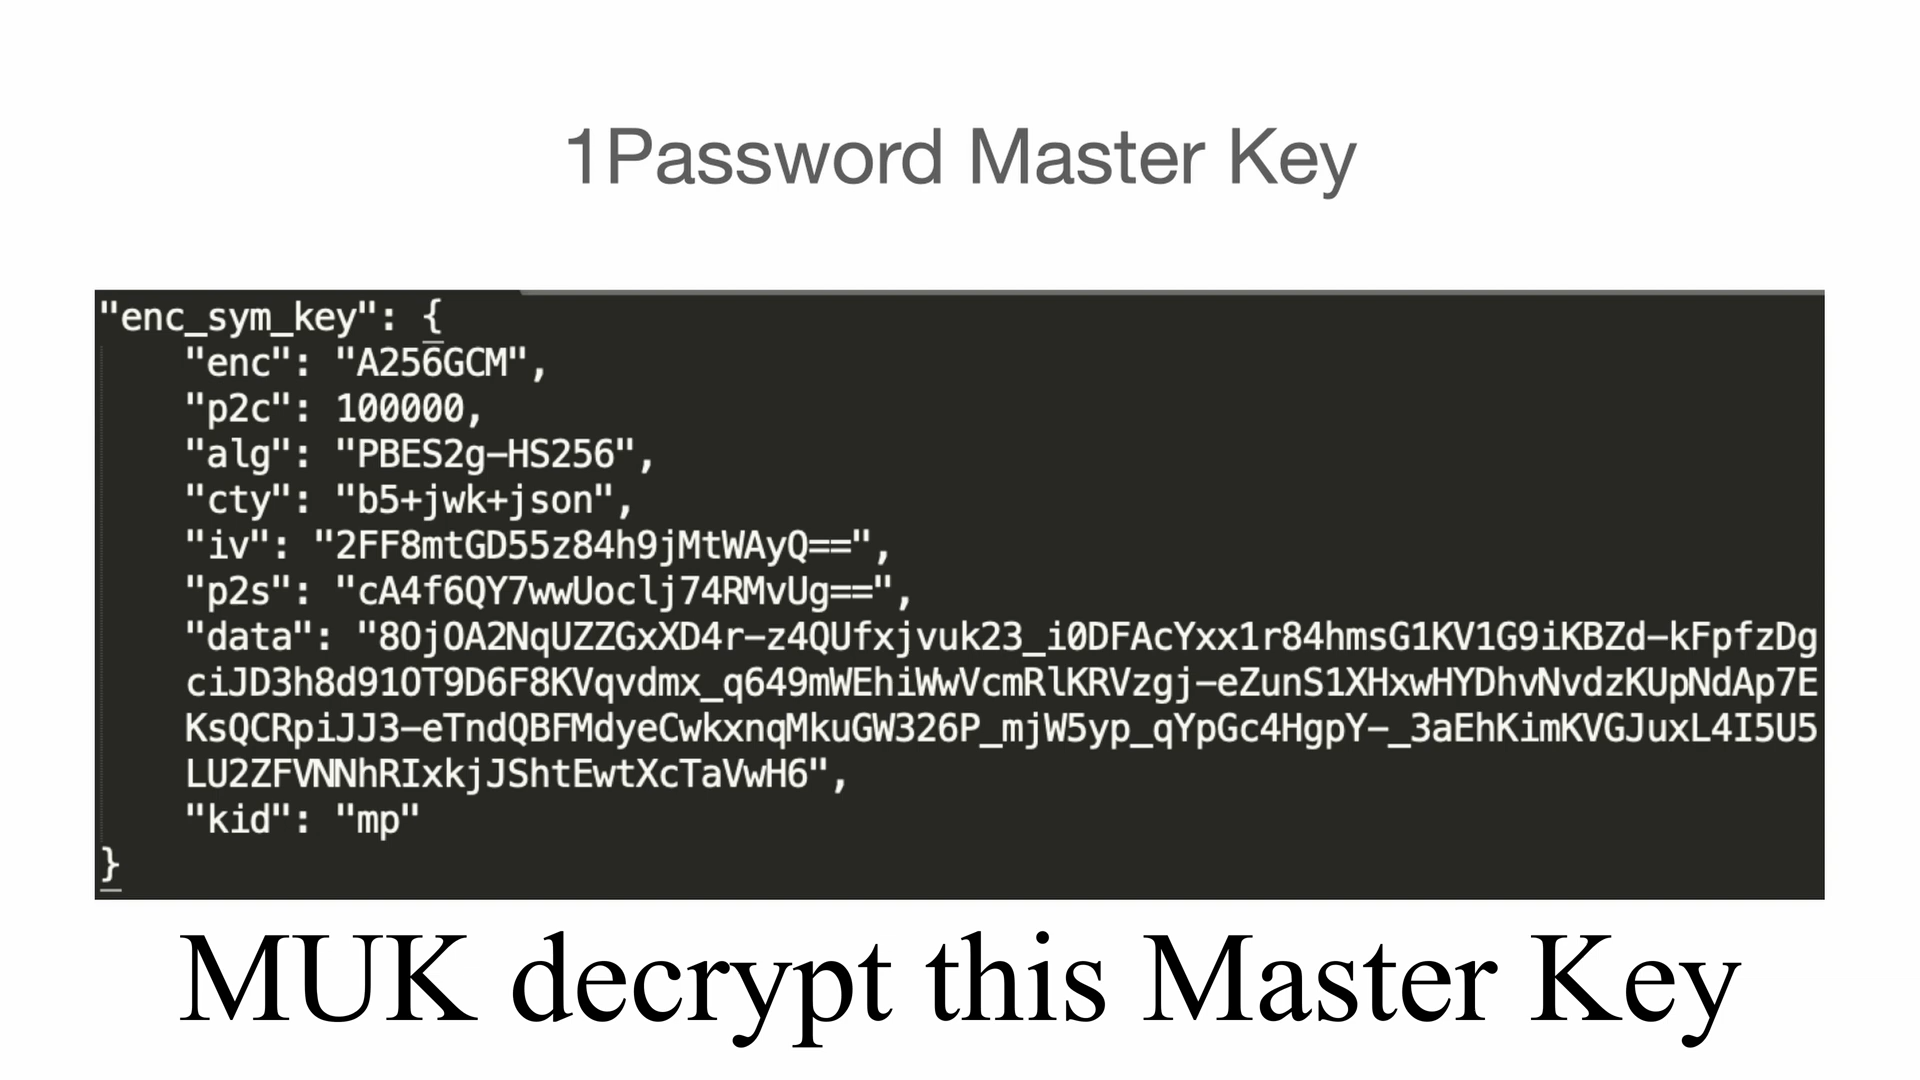 1Password Master Key
"enc_sym_key": {
"enc": "A256GCM",
"p2c": 100000,
"alg": "PBES2g-HS256",
"cty": "b5+jwk+json",
"iv": "2FF8mtGD55z84h9jMtWAyQ==",
"p2s": "cA4f6QY7wwUoclj74RMvUg==",
"data": "8OjOA2NqUZZGxXD4r-z4QUfxjvuk23_i0DFAcYxx1r84hmsG1KV1G9iKBZd-kFpfzDg
ciJD3h8d91OT9D6F8KVqvdmx_q649mWEhiWwVcmRlKRVzgj-eZunS1XHxwHYDhvNvdzKUpNdAp7E
KsQCRpiJJ3-eTndQBFMdyeCwkxnqMkuGW326P_mjW5yp_qYpGc4HgpY-_3aEhKimKVGJuxL4I5U5
LU2ZFVNNhRIxkjJShtEwtXcTaVwH6",
"kid": "mp"
}
MUK decrypt this Master Key